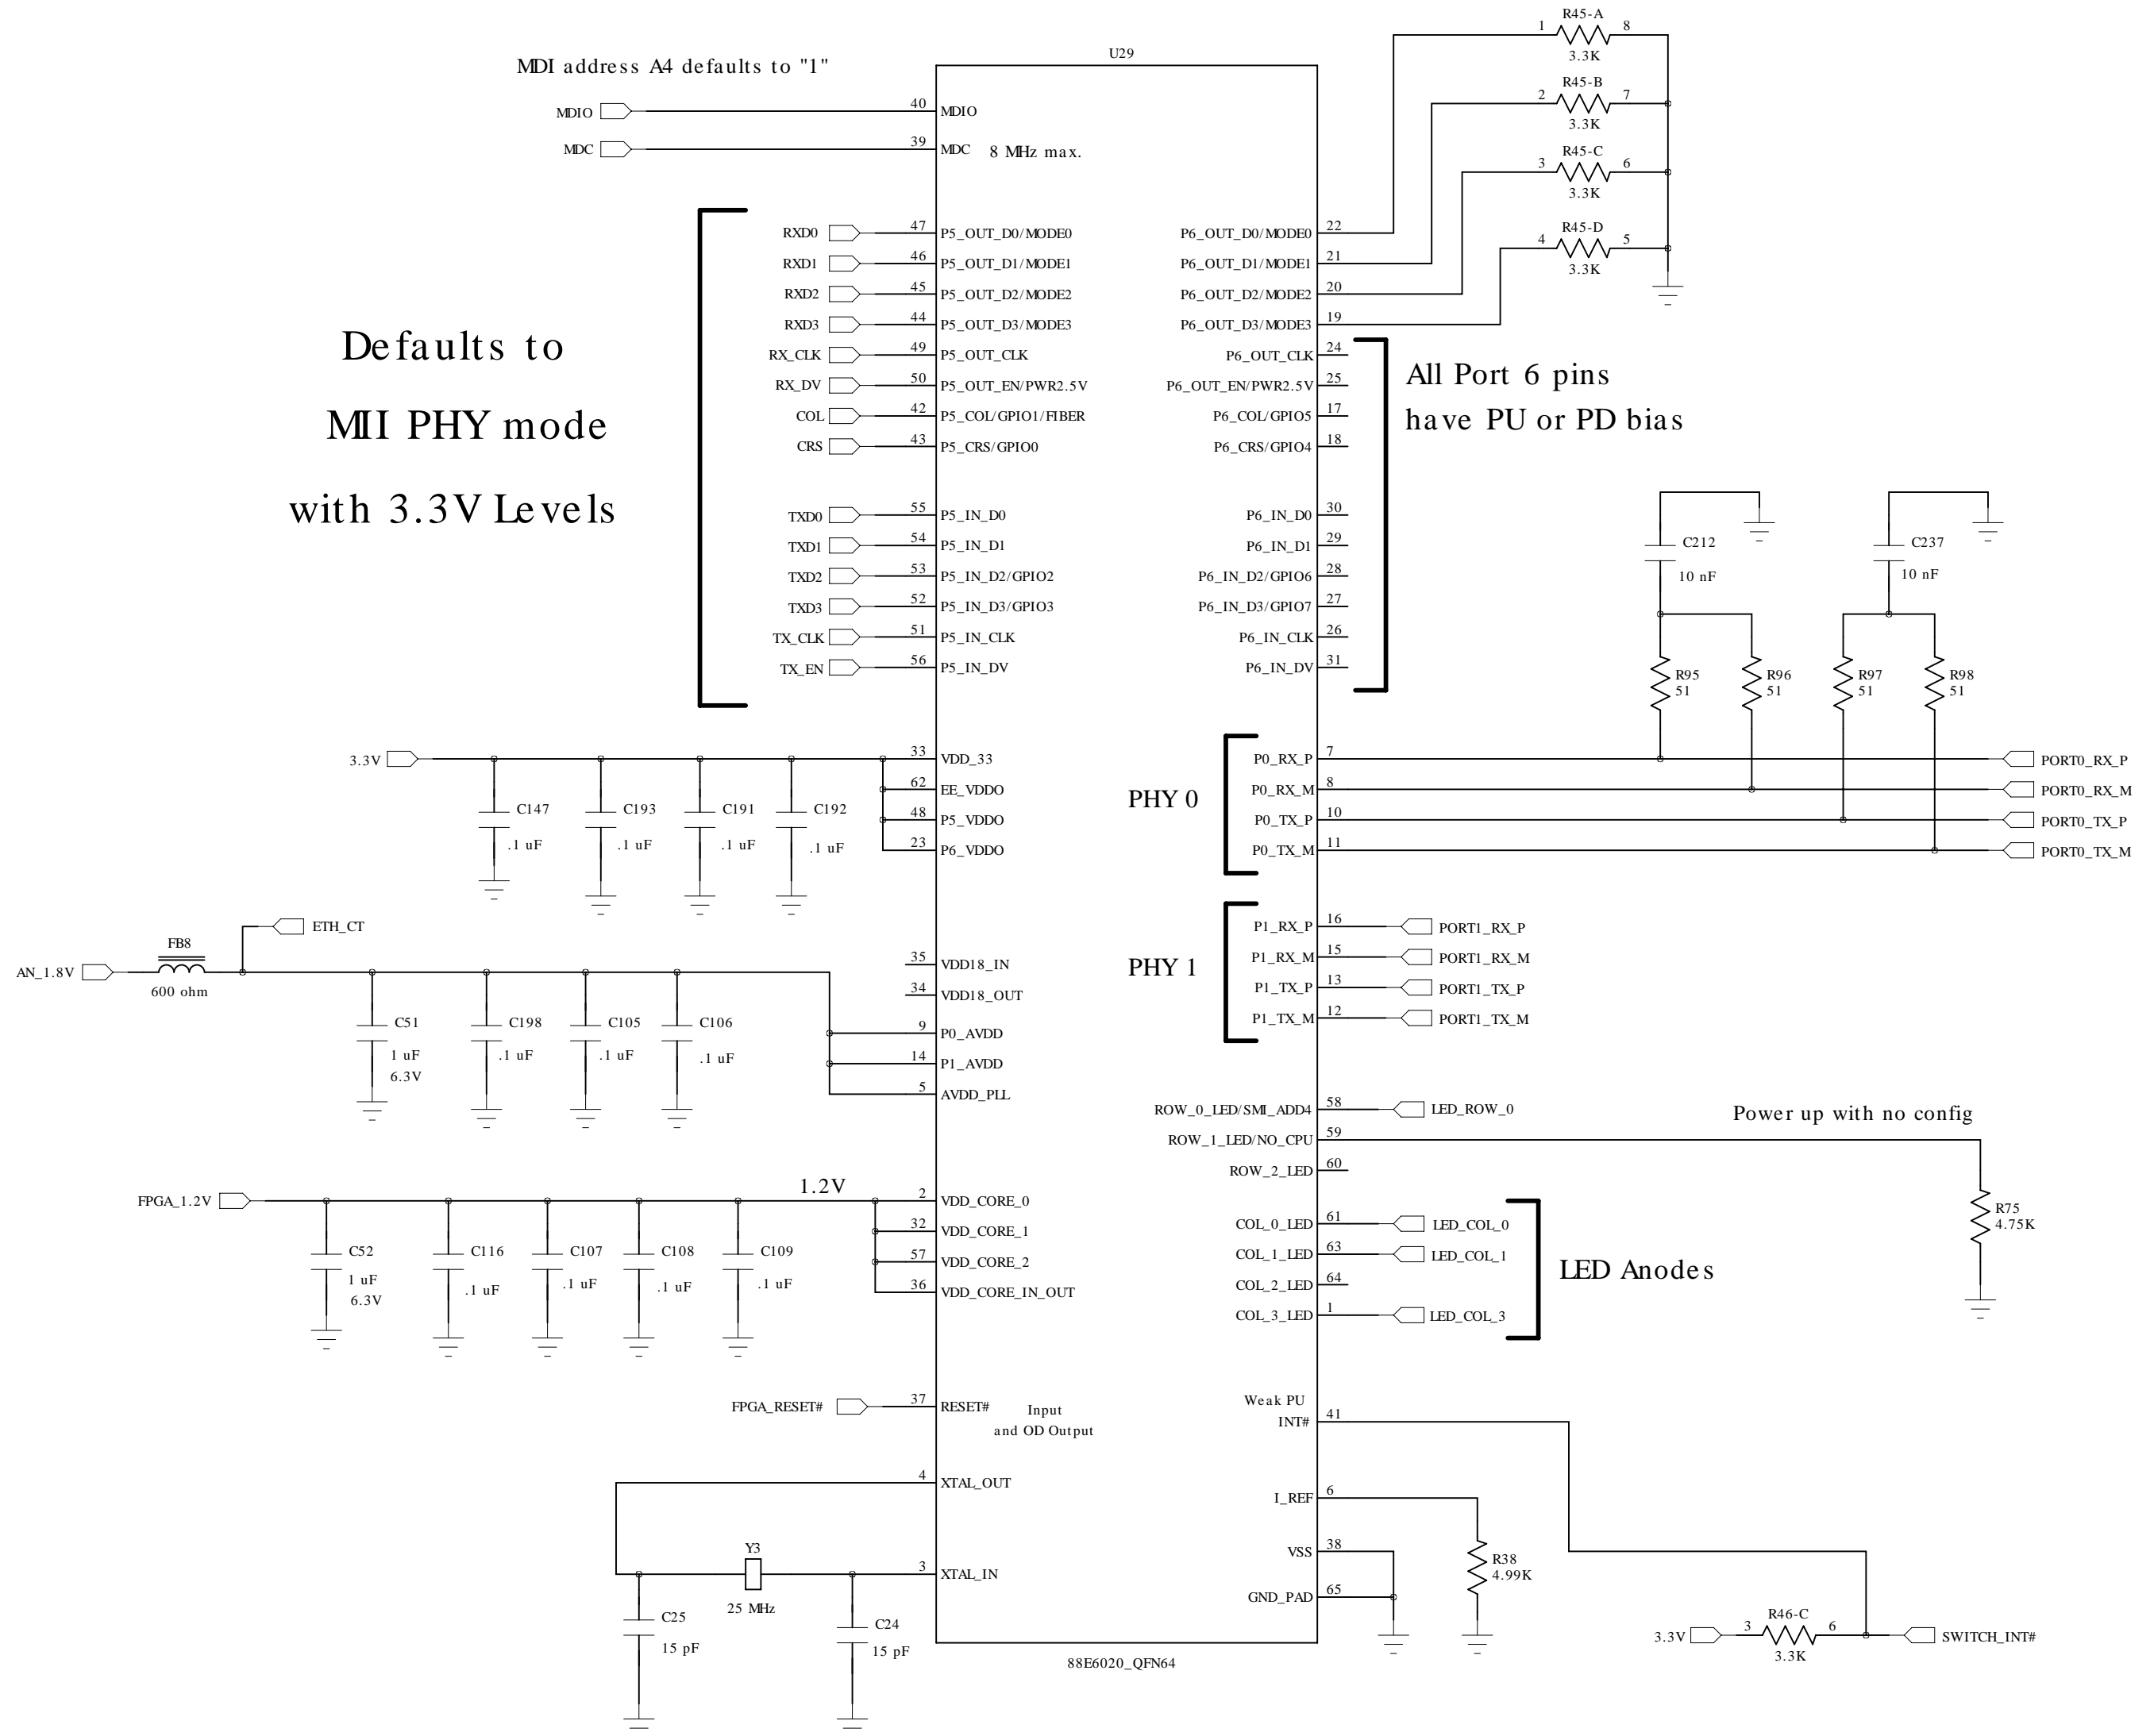 U29
MDI address A4 defaults to "1"
MDIO
40
MDIO
MDC
39
MDC
8 MHz max.
RXD0
47
P5_OUT_D0/MODE0
RXD1
46
P5_OUT_D1/MODE1
RXD2
45
P5_OUT_D2/MODE2
RXD3
44
P5_OUT_D3/MODE3
RX_CLK
49
P5_OUT_CLK
RX_DV
50
P5_OUT_EN/PWR2.5V
COL
42
P5_COL/GPIO1/FIBER
CRS
43
P5_CRS/GPIO0
Defaults to
MII PHY mode
with 3.3V Levels
TXD0
55
P5_IN_D0
TXD1
54
P5_IN_D1
TXD2
53
P5_IN_D2/GPIO2
TXD3
52
P5_IN_D3/GPIO3
TX_CLK
51
P5_IN_CLK
TX_EN
56
P5_IN_DV
3.3V
33
VDD_33
62
EE_VDDO
48
P5_VDDO
23
P6_VDDO
C147
.1 uF
C193
.1 uF
C191
.1 uF
C192
.1 uF
ETH_CT
AN_1.8V
FB8
600 ohm
35
VDD18_IN
34
VDD18_OUT
9
P0_AVDD
14
P1_AVDD
5
AVDD_PLL
C51
1 uF
6.3V
C198
.1 uF
C105
.1 uF
C106
.1 uF
FPGA_1.2V
1.2V
2
VDD_CORE_0
32
VDD_CORE_1
57
VDD_CORE_2
36
VDD_CORE_IN_OUT
C52
1 uF
6.3V
C116
.1 uF
C107
.1 uF
C108
.1 uF
C109
.1 uF
FPGA_RESET#
37
RESET#
Input
and OD Output
4
XTAL_OUT
3
XTAL_IN
Y3
25 MHz
C25
15 pF
C24
15 pF
88E6020_QFN64
P6_OUT_D0/MODE0
22
P6_OUT_D1/MODE1
21
P6_OUT_D2/MODE2
20
P6_OUT_D3/MODE3
19
P6_OUT_CLK
24
P6_OUT_EN/PWR2.5V
25
P6_COL/GPIO5
17
P6_CRS/GPIO4
18
P6_IN_D0
30
P6_IN_D1
29
P6_IN_D2/GPIO6
28
P6_IN_D3/GPIO7
27
P6_IN_CLK
26
P6_IN_DV
31
R45-A
1
8
3.3K
R45-B
2
7
3.3K
R45-C
3
6
3.3K
R45-D
4
5
3.3K
All Port 6 pins
have PU or PD bias
C212
10 nF
C237
10 nF
R95
51
R96
51
R97
51
R98
51
PHY 0
P0_RX_P
7
PORT0_RX_P
P0_RX_M
8
PORT0_RX_M
P0_TX_P
10
PORT0_TX_P
P0_TX_M
11
PORT0_TX_M
PHY 1
P1_RX_P
16
PORT1_RX_P
P1_RX_M
15
PORT1_RX_M
P1_TX_P
13
PORT1_TX_P
P1_TX_M
12
PORT1_TX_M
ROW_0_LED/SMI_ADD4
58
LED_ROW_0
ROW_1_LED/NO_CPU
59
Power up with no config
R75
4.75K
ROW_2_LED
60
COL_0_LED
61
LED_COL_0
COL_1_LED
63
LED_COL_1
COL_2_LED
64
COL_3_LED
1
LED_COL_3
LED Anodes
Weak PU
INT#
41
I_REF
6
R38
4.99K
VSS
38
GND_PAD
65
3.3V
3
R46-C
6
3.3K
SWITCH_INT#